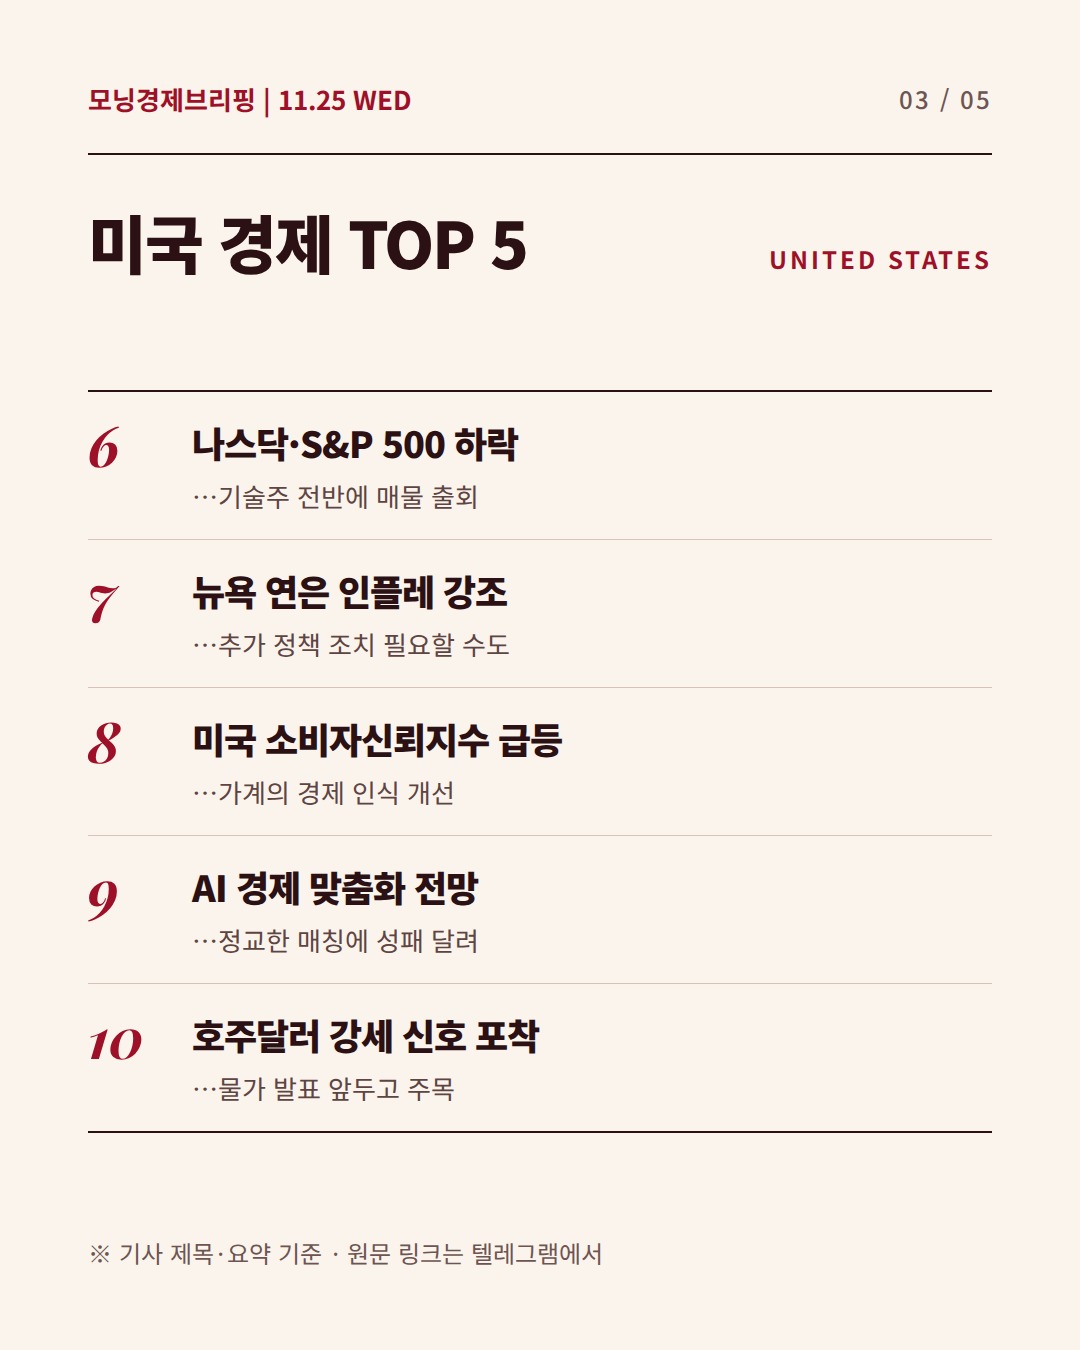 모닝경제브리핑 | 11.25 WED
03 / 05
미국 경제 TOP 5
UNITED STATES
6
나스닥·S&P 500 하락
…기술주 전반에 매물 출회
7
뉴욕 연은 인플레 강조
…추가 정책 조치 필요할 수도
8
미국 소비자신뢰지수 급등
…가계의 경제 인식 개선
9
AI 경제 맞춤화 전망
…정교한 매칭에 성패 달려
10
호주달러 강세 신호 포착
…물가 발표 앞두고 주목
※ 기사 제목·요약 기준 · 원문 링크는 텔레그램에서